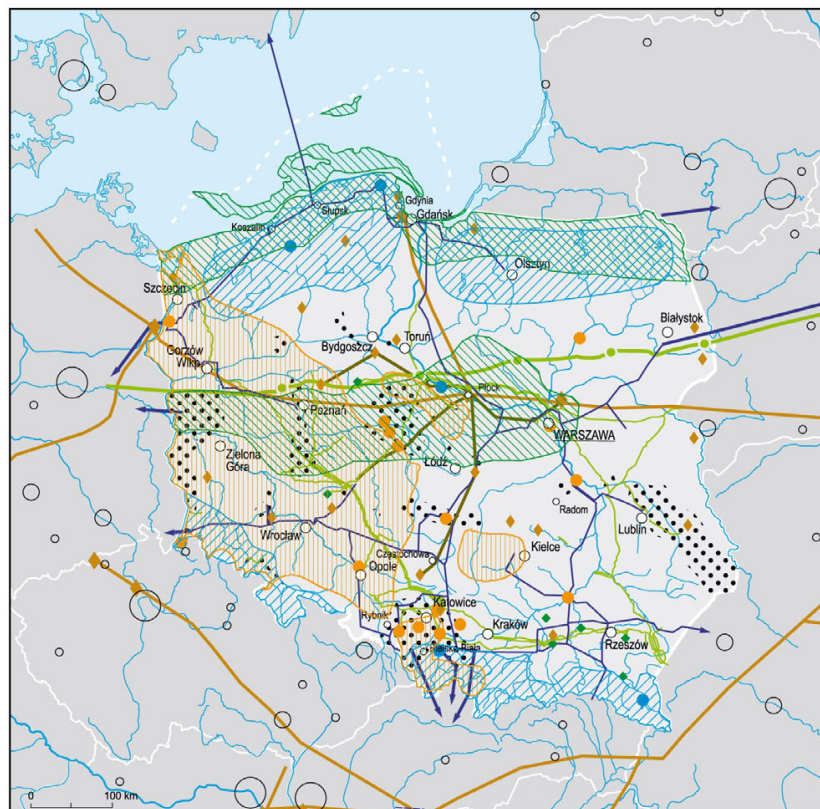 Gdynia
Słupsk
Gdańsk
Koszalin
Olsztyn
Szczecin
Białystok
Toruń
Bydgoszcz
Gorzów
Wlkp.
Płock
Poznań
WARSZAWA
Zielona
Góra
Łódź
Radom
Wrocław
Lublin
Częstochowa
Kielce
Opole
Katowice
Rybnik
Kraków
Rzeszów
Bielsko-Biała
0 100 km